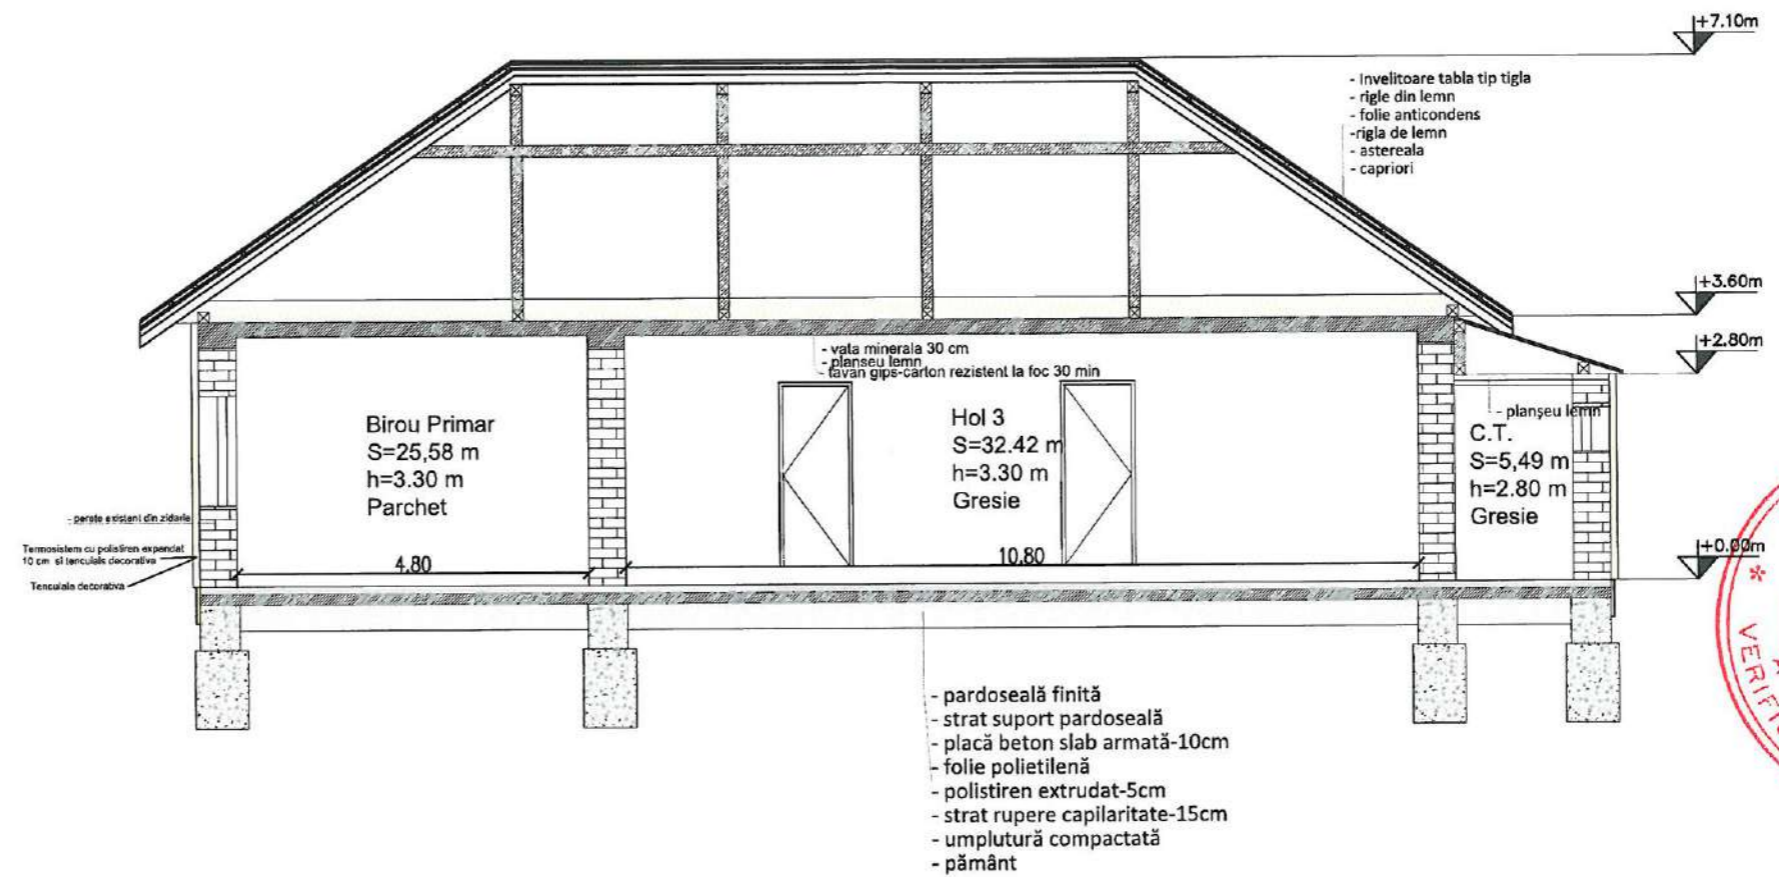 +7.10m
- Invelitoare tabla tip tigla
- rigle din lemn
- folie anticondens
-rigla de lemn
- astereala
- capriori
+3.60m
+2.80m
- vata minerala 30 cm
- planseu lemn
- tavan gips-carton rezistent la foc 30 min
Birou Primar
S=25,58 m
h=3.30 m
Parchet
Hol 3
S=32.42 m
h=3.30 m
Gresie
- planşeu lemn
C.T.
S=5,49 m
h=2.80 m
Gresie
- perete existent din zidarie
Termosistem cu polistiren expandat
10 cm si tencuiala decorativa
Tencuiala decorativa
4.80
10.80
+0.00m
* VERIFI
- pardoseală finită
- strat suport pardoseală
- placă beton slab armată-10cm
- folie polietilenă
- polistiren extrudat-5cm
- strat rupere capilaritate-15cm
- umplutură compactată
- pământ